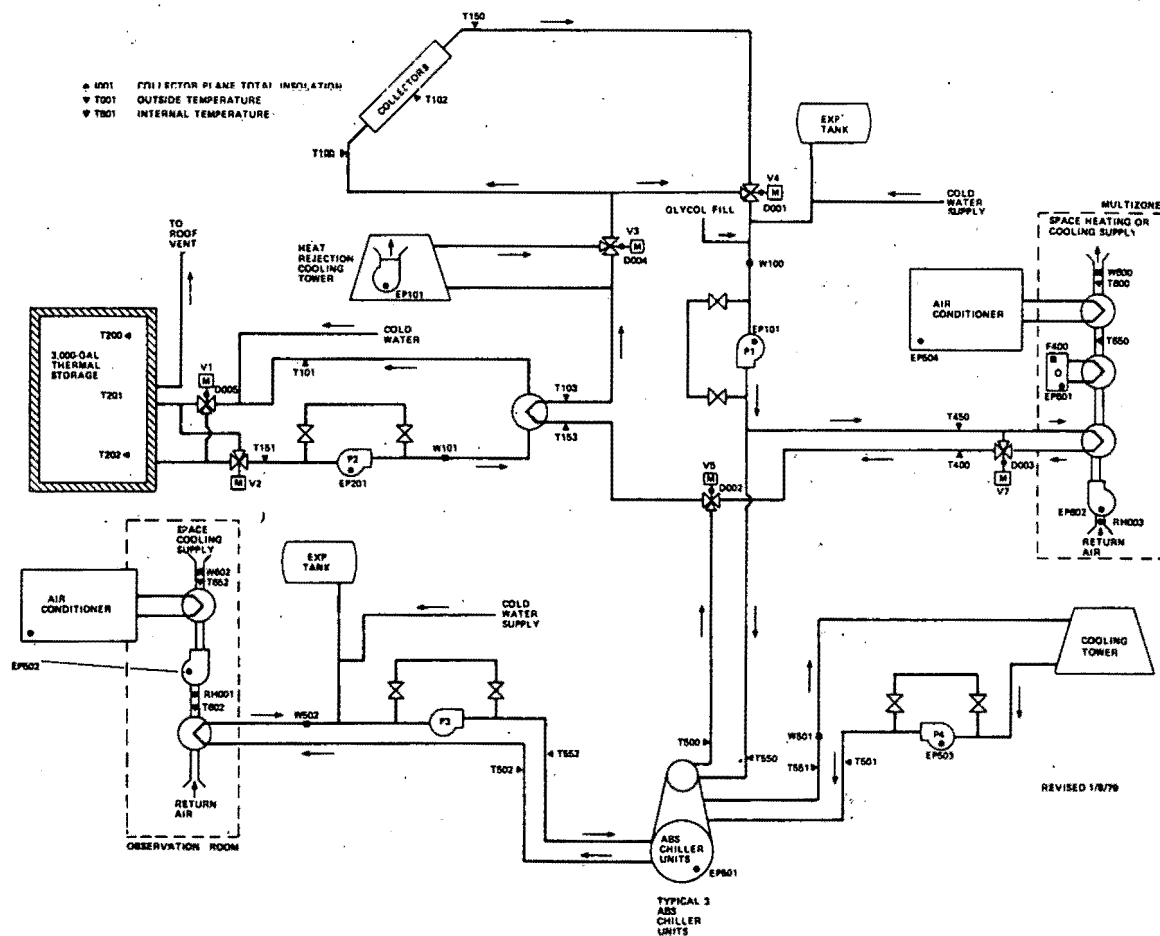 T150
COLLECTORS
T102
I001 COLLECTOR PLANE TOTAL INSOLATION
T001 OUTSIDE TEMPERATURE
T601 INTERNAL TEMPERATURE
T100
EXP TANK
V4
M
D001
COLD
WATER
SUPPLY
GLYCOL FILL
MULTIZONE
SPACE HEATING OR
COOLING SUPPLY
TO
ROOF
VENT
HEAT
REJECTION
COOLING
TOWER
EP101
V3
M
D004
W100
W600
T600
AIR
CONDITIONER
EP504
T650
F400
EP601
EP101
P1
3,000-GAL
THERMAL
STORAGE
T200
T201
T202
COLD
WATER
V1
M
D005
T101
T103
T153
T151
M
V2
P2
EP201
W101
T450
T400
D003
M
V7
V5
M
D002
EP602
RH003
RETURN
AIR
SPACE
COOLING
SUPPLY
W602
T652
AIR
CONDITIONER
EXP
TANK
COLD
WATER
SUPPLY
COOLING
TOWER
EP502
RH001
T602
W502
P3
T552
T502
T500
T550
W501
T551
T501
P4
EP503
REVISED 1/8/79
RETURN
AIR
OBSERVATION ROOM
ABS
CHILLER
UNITS
EP501
TYPICAL 3
ABS
CHILLER
UNITS